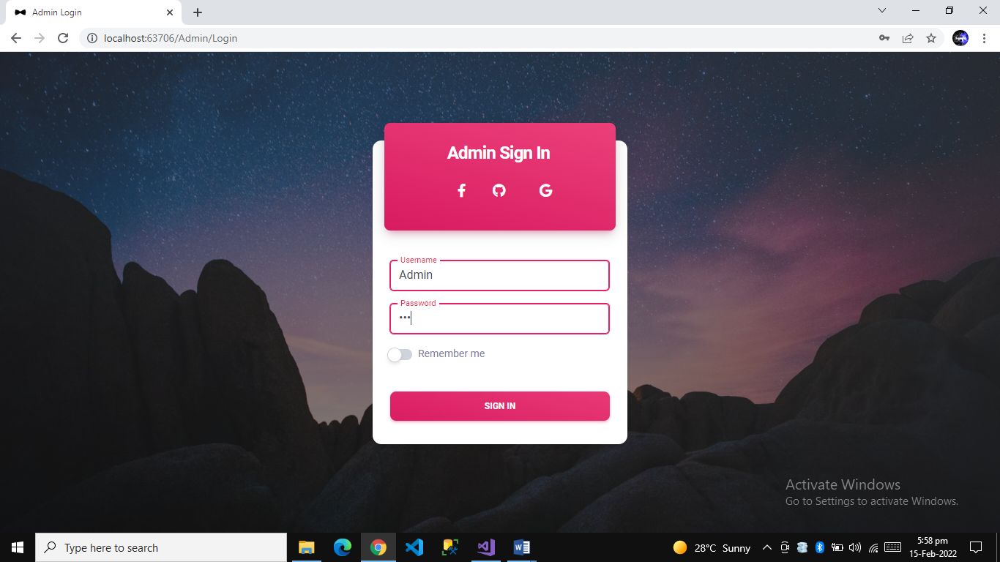 Admin Login
localhost:63706/Admin/Login
Admin Sign In
Username
Admin
Password
•••
Remember me
SIGN IN
Activate Windows
Go to Settings to activate Windows.
Type here to search
28°C Sunny
5:58 pm
15-Feb-2022